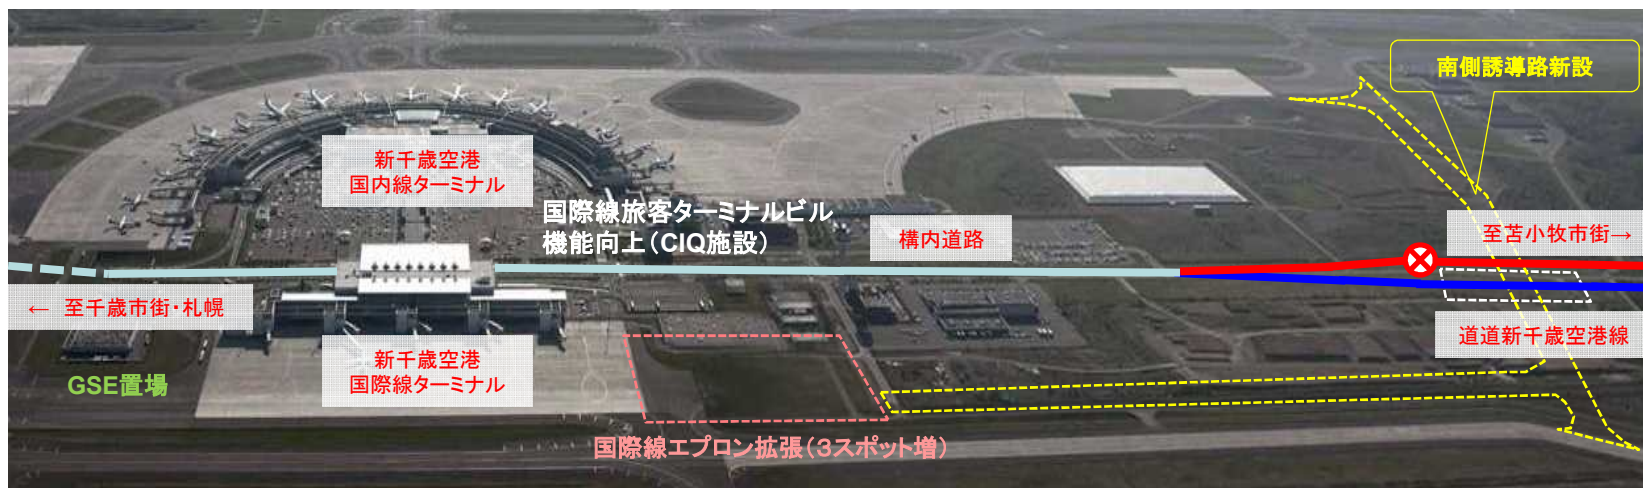 南側誘導路新設
新千歳空港
国内線ターミナル
国際線旅客ターミナルビル
機能向上（CIQ施設）
構内道路
至苫小牧市街→
← 至千歳市街・札幌
道道新千歳空港線
新千歳空港
国際線ターミナル
GSE置場
国際線エプロン拡張（3スポット増）